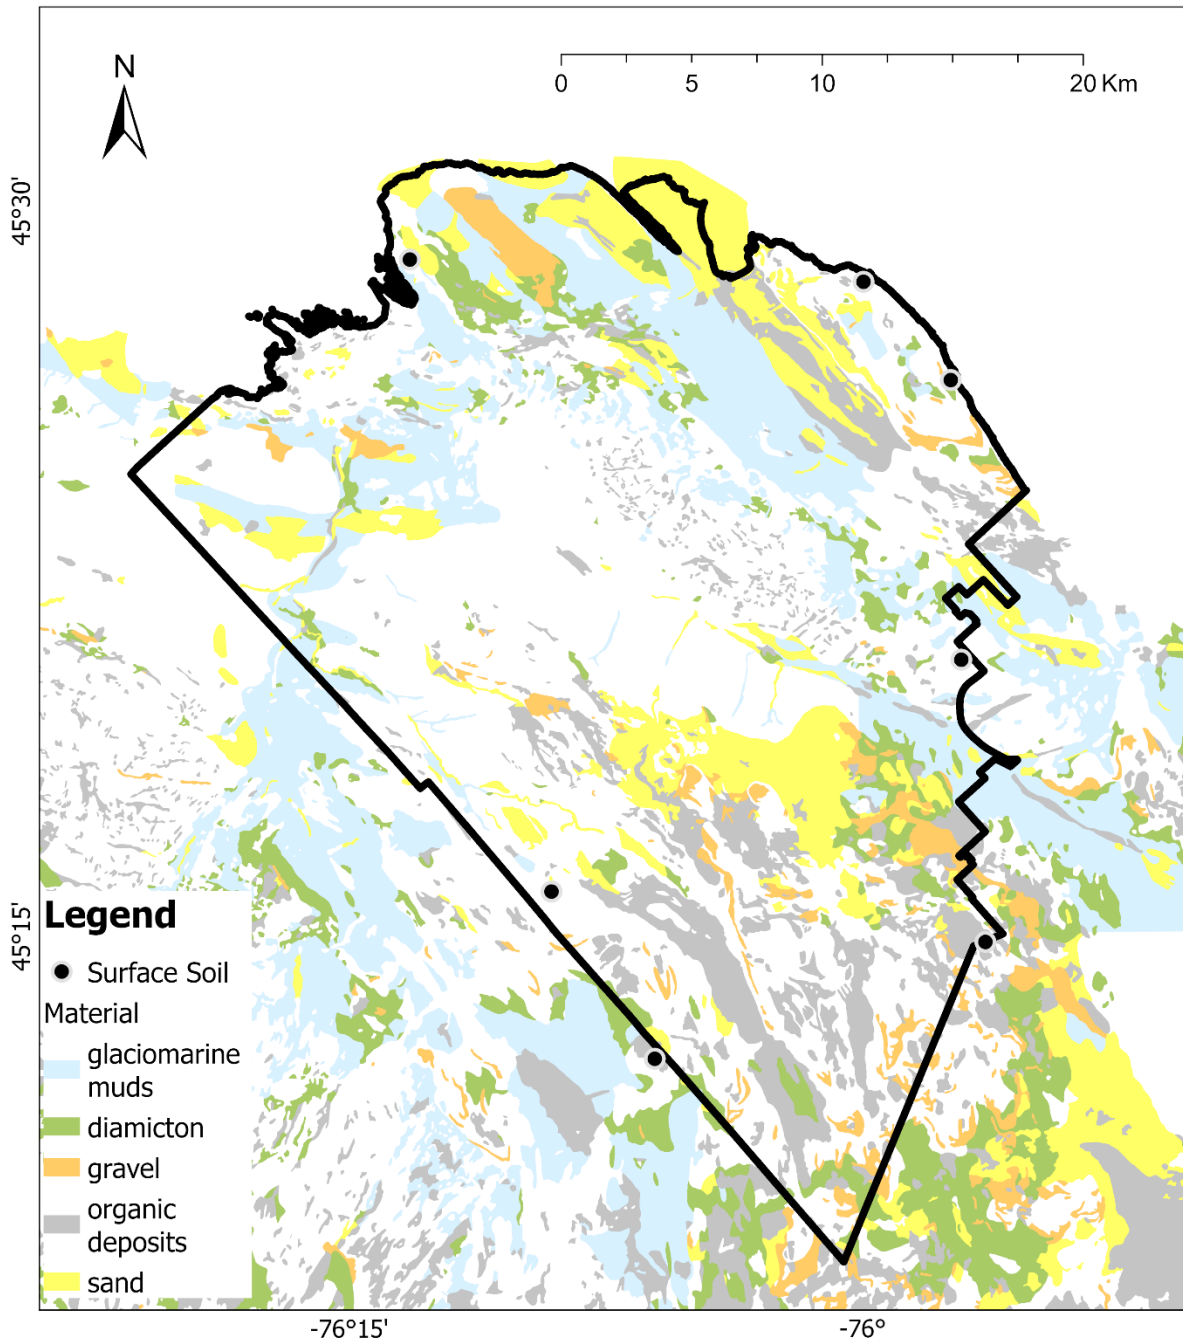 N
0 5 10 20 Km
45°30'
45°15'
Legend
Surface Soil
Material
glaciomarine
muds
diamicton
gravel
organic
deposits
sand
-76°15' -76°